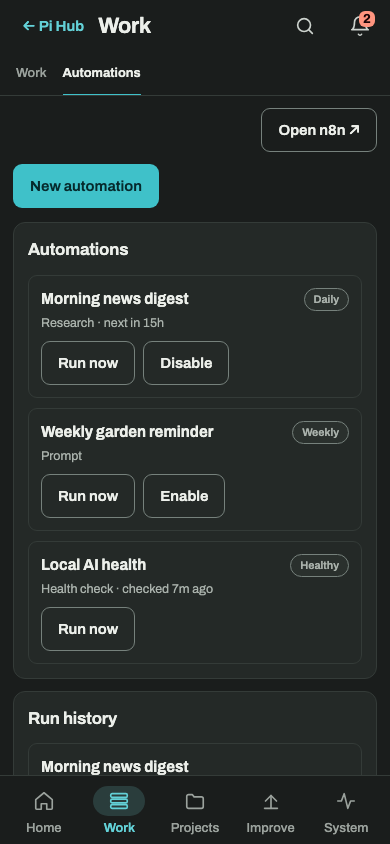 ← Pi Hub Work
2
Work Automations
Open n8n ↗
New automation
Automations
Morning news digest Daily
Research · next in 15h
Run now Disable
Weekly garden reminder Weekly
Prompt
Run now Enable
Local AI health Healthy
Health check · checked 7m ago
Run now
Run history
Morning news digest
Home Work Projects Improve System